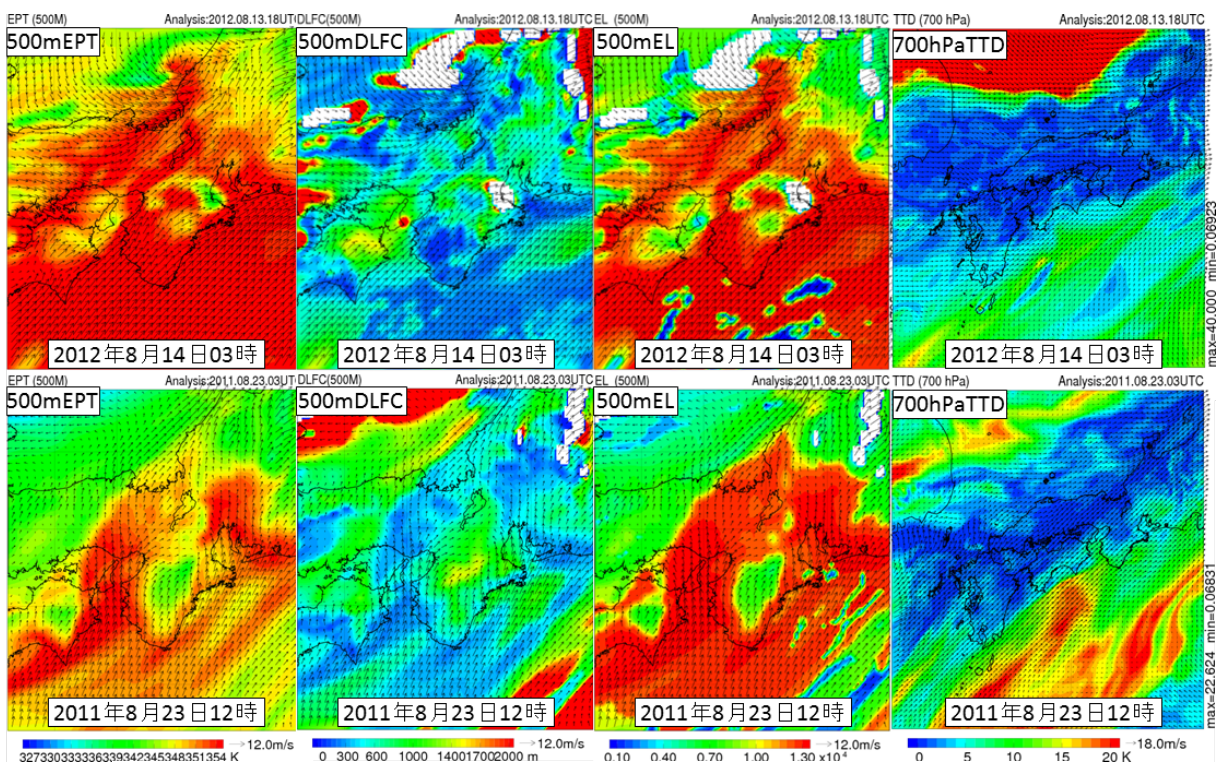 EPT (500M) Analysis:2012.08.13.18UTC
500mEPT
2012年8月14日03時
DLFC(500M) Analysis:2012.08.13.18UTC
500mDLFC
2012年8月14日03時
EL (500M) Analysis:2012.08.13.18UTC
500mEL
2012年8月14日03時
TTD (700 hPa) Analysis:2012.08.13.18UTC
700hPaTTD
2012年8月14日03時
max=40.000 min=0.06923
EPT (500M) Analysis:2011.08.23.03UTC
500mEPT
2011年8月23日12時
DLFC(500M) Analysis:2011.08.23.03UTC
500mDLFC
2011年8月23日12時
EL (500M) Analysis:2011.08.23.03UTC
500mEL
2011年8月23日12時
TTD (700 hPa) Analysis:2011.08.23.03UTC
700hPaTTD
2011年8月23日12時
max=22.624 min=0.06831
12.0m/s
327330333336339342345348351354 K
12.0m/s
0 300 600 1000 140017002000 m
12.0m/s
0.10 0.40 0.70 1.00 1.30 x10⁴
18.0m/s
0 5 10 15 20 K